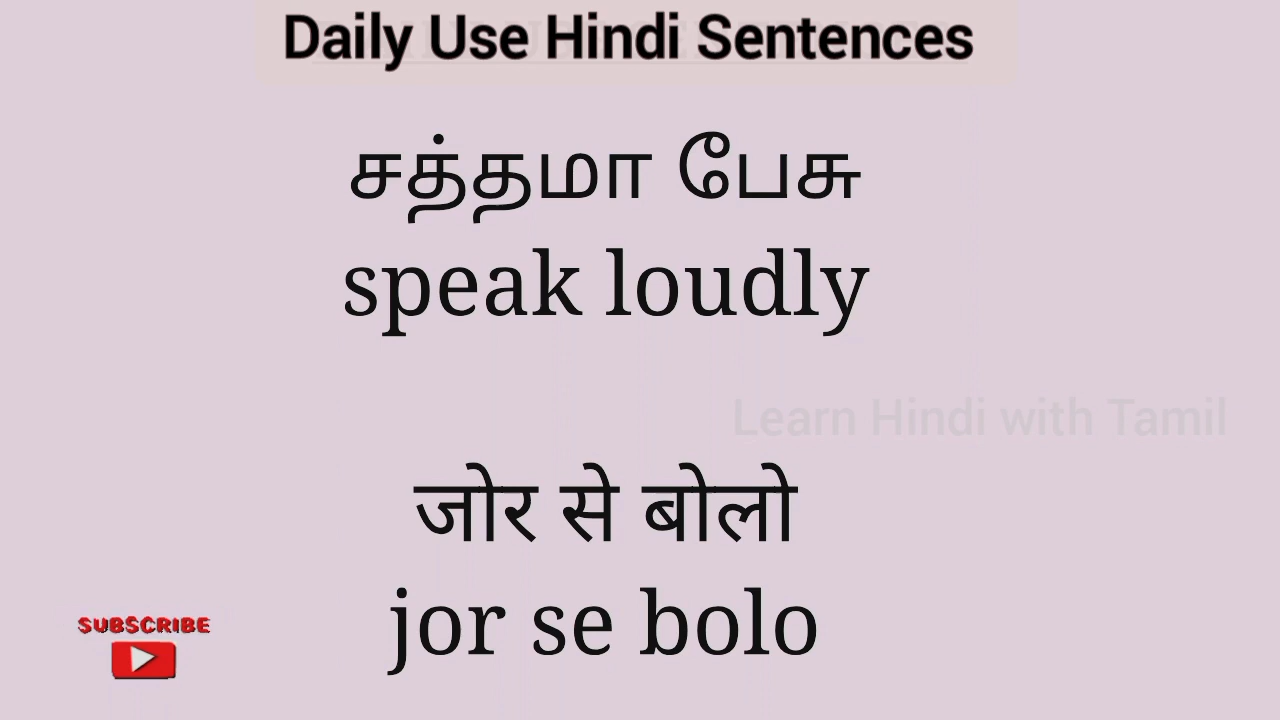 Daily Use Hindi Sentences
சத்தமா பேசு
speak loudly
Learn Hindi with Tamil
जोर से बोलो
jor se bolo
SUBSCRIBE